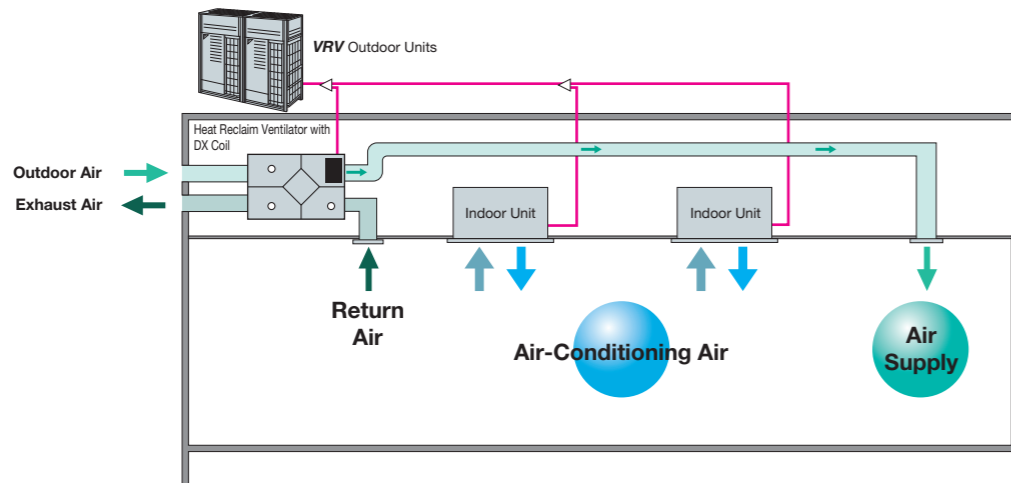 VRV Outdoor Units
Heat Reclaim Ventilator with
DX Coil
Outdoor Air
Exhaust Air
Indoor Unit
Indoor Unit
Return
Air
Air-Conditioning Air
Air
Supply